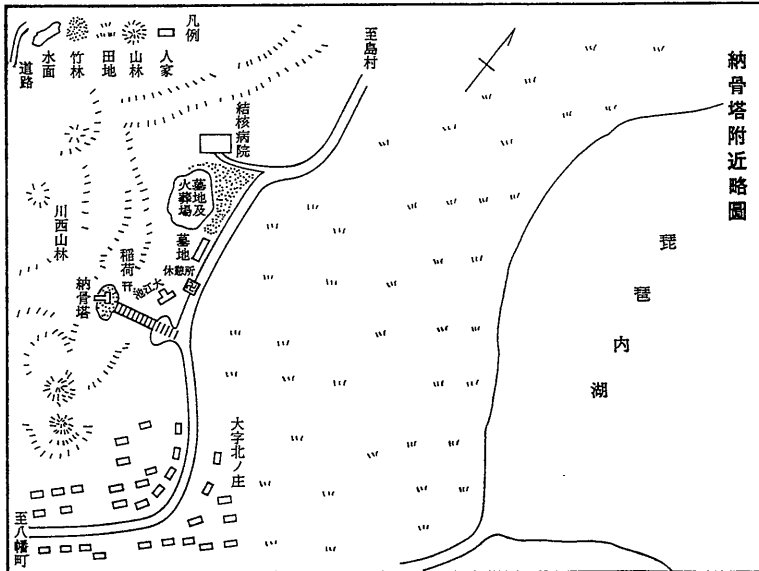 納骨塔附近略圖
琵琶内湖
至島村
凡例
人家
山林
田地
竹林
水面
道路
結核病院
墓地及
火葬場
墓地
休憩所
大江池
稲荷
納骨塔
川西山林
大字北ノ庄
至八幡町